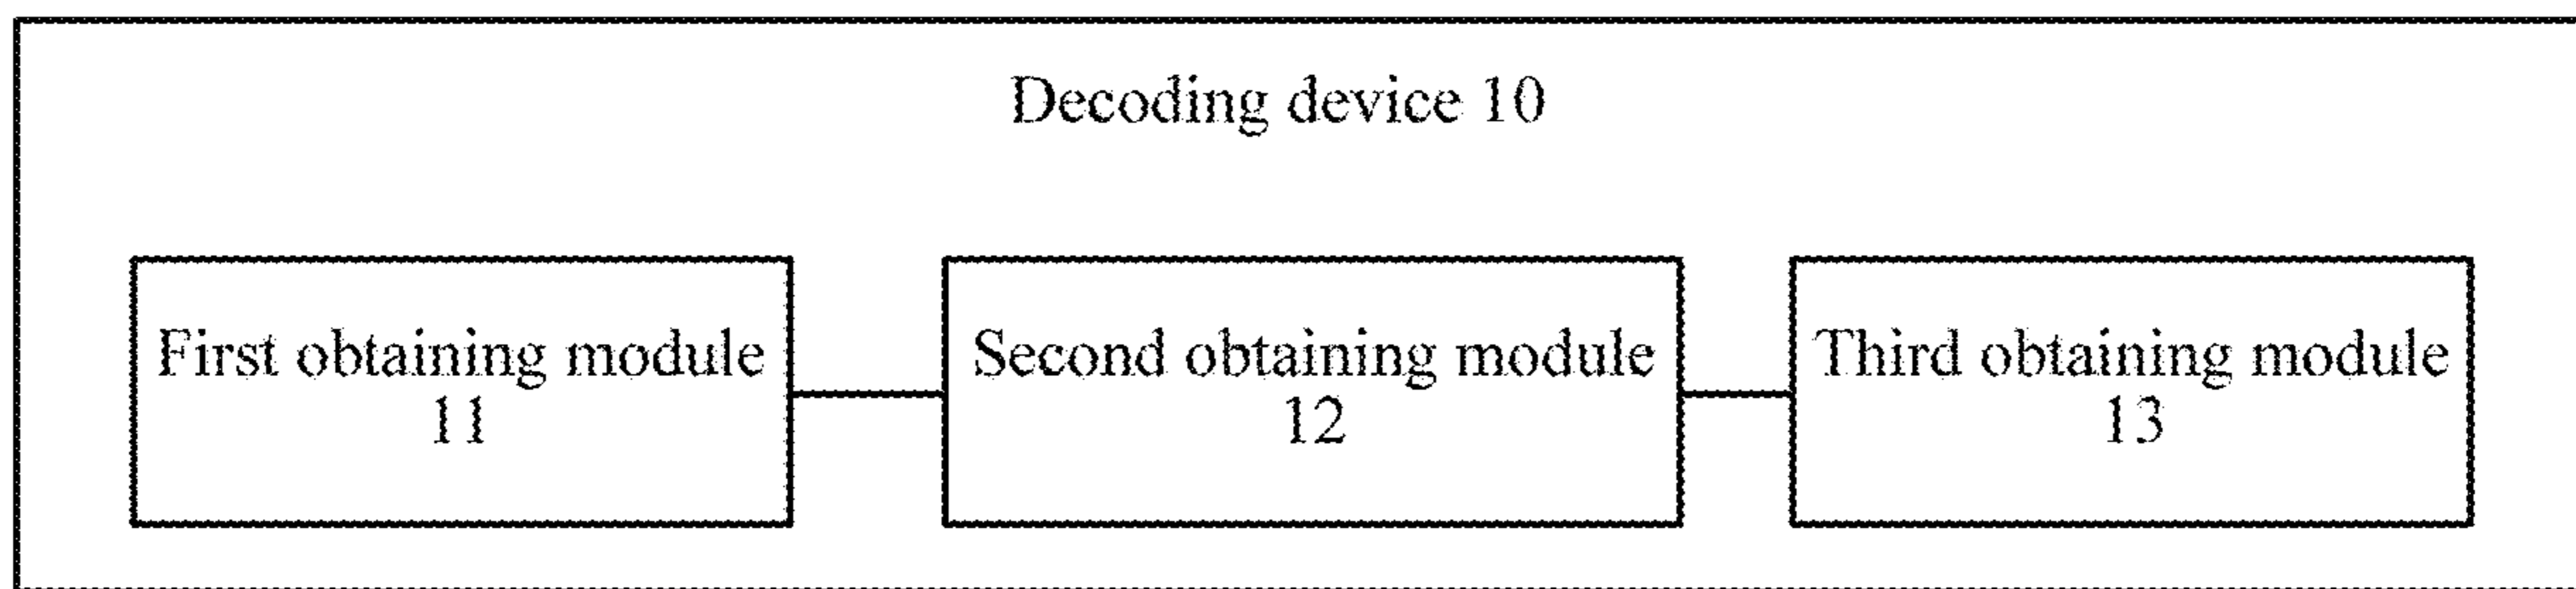 Decoding device 10
First obtaining module
11
Second obtaining module
12
Third obtaining module
13